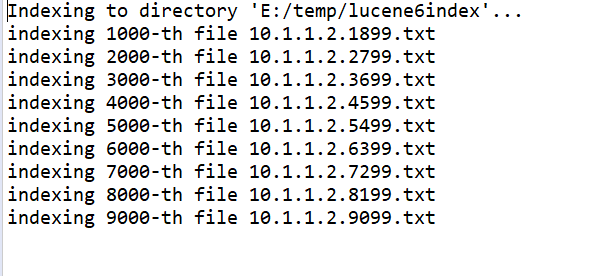 Indexing to directory 'E:/temp/lucene6index'...
indexing 1000-th file 10.1.1.2.1899.txt
indexing 2000-th file 10.1.1.2.2799.txt
indexing 3000-th file 10.1.1.2.3699.txt
indexing 4000-th file 10.1.1.2.4599.txt
indexing 5000-th file 10.1.1.2.5499.txt
indexing 6000-th file 10.1.1.2.6399.txt
indexing 7000-th file 10.1.1.2.7299.txt
indexing 8000-th file 10.1.1.2.8199.txt
indexing 9000-th file 10.1.1.2.9099.txt